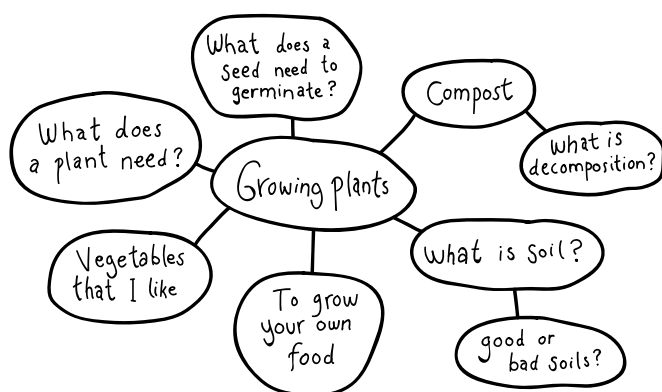 What does a
seed need to
germinate?
Compost
What does
a plant need?
What is
decomposition?
Growing plants
What is soil?
Vegetables
that I like
To grow
your own
food
good or
bad soils?